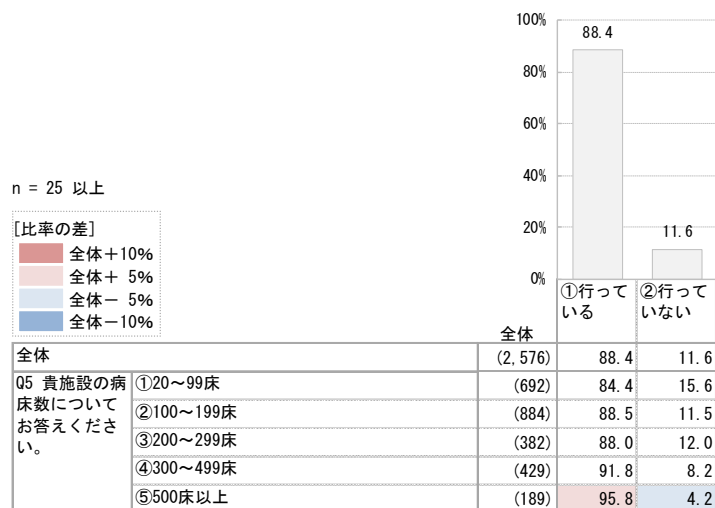 100%
88.4
80%
60%
40%
n = 25 以上
[比率の差]
20%
11.6
全体＋10%
全体＋ 5%
0%
全体－ 5%
①行って
いる
②行って
いない
全体－10%
全体
全体 (2,576) 88.4 11.6
Q5 貴施設の病
床数について
お答えくださ
い。
①20～99床 (692) 84.4 15.6
②100～199床 (884) 88.5 11.5
③200～299床 (382) 88.0 12.0
④300～499床 (429) 91.8 8.2
⑤500床以上 (189) 95.8 4.2